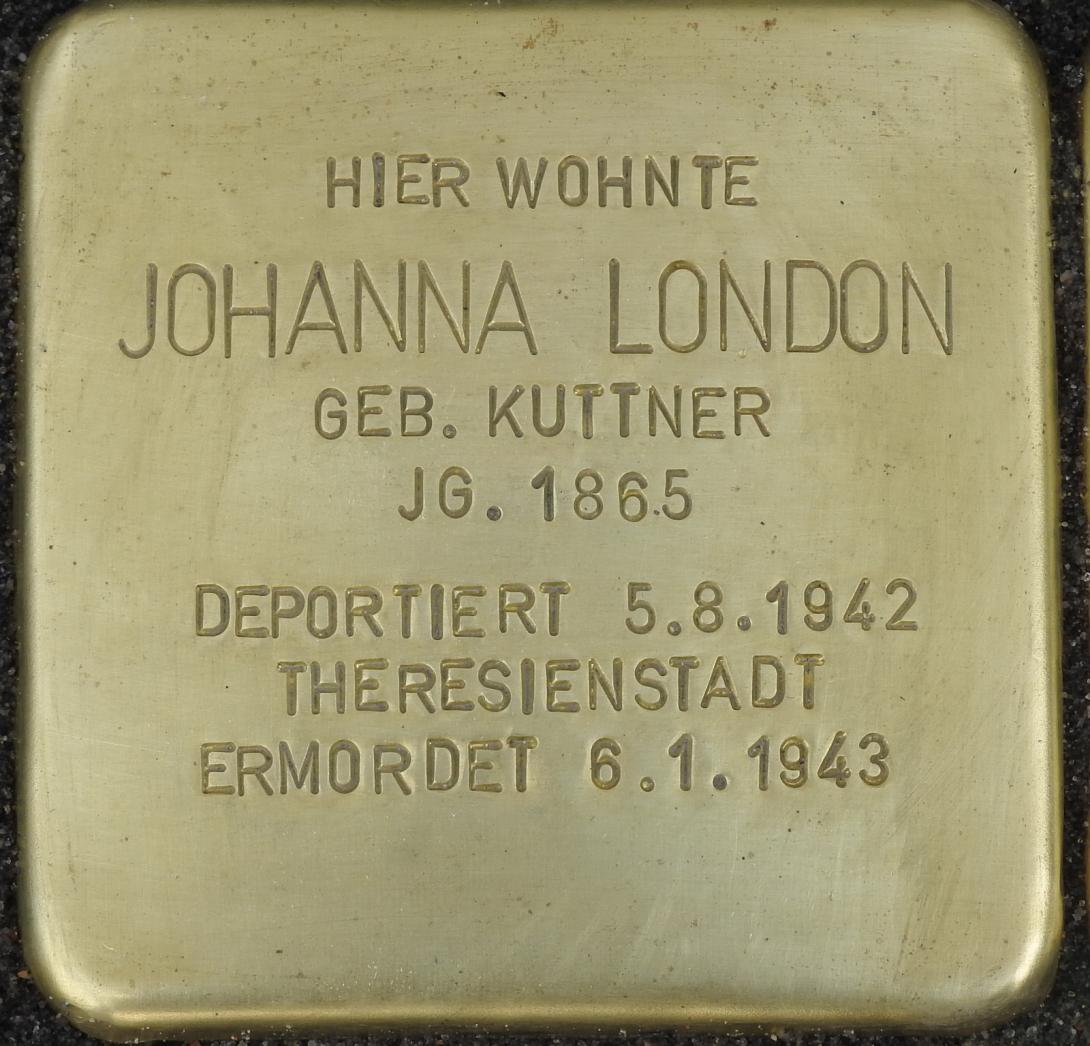 HIER WOHNTE
JOHANNA LONDON
GEB. KUTTNER
JG. 1865
DEPORTIERT 5.8.1942
THERESIENSTADT
ERMORDET 6.1.1943